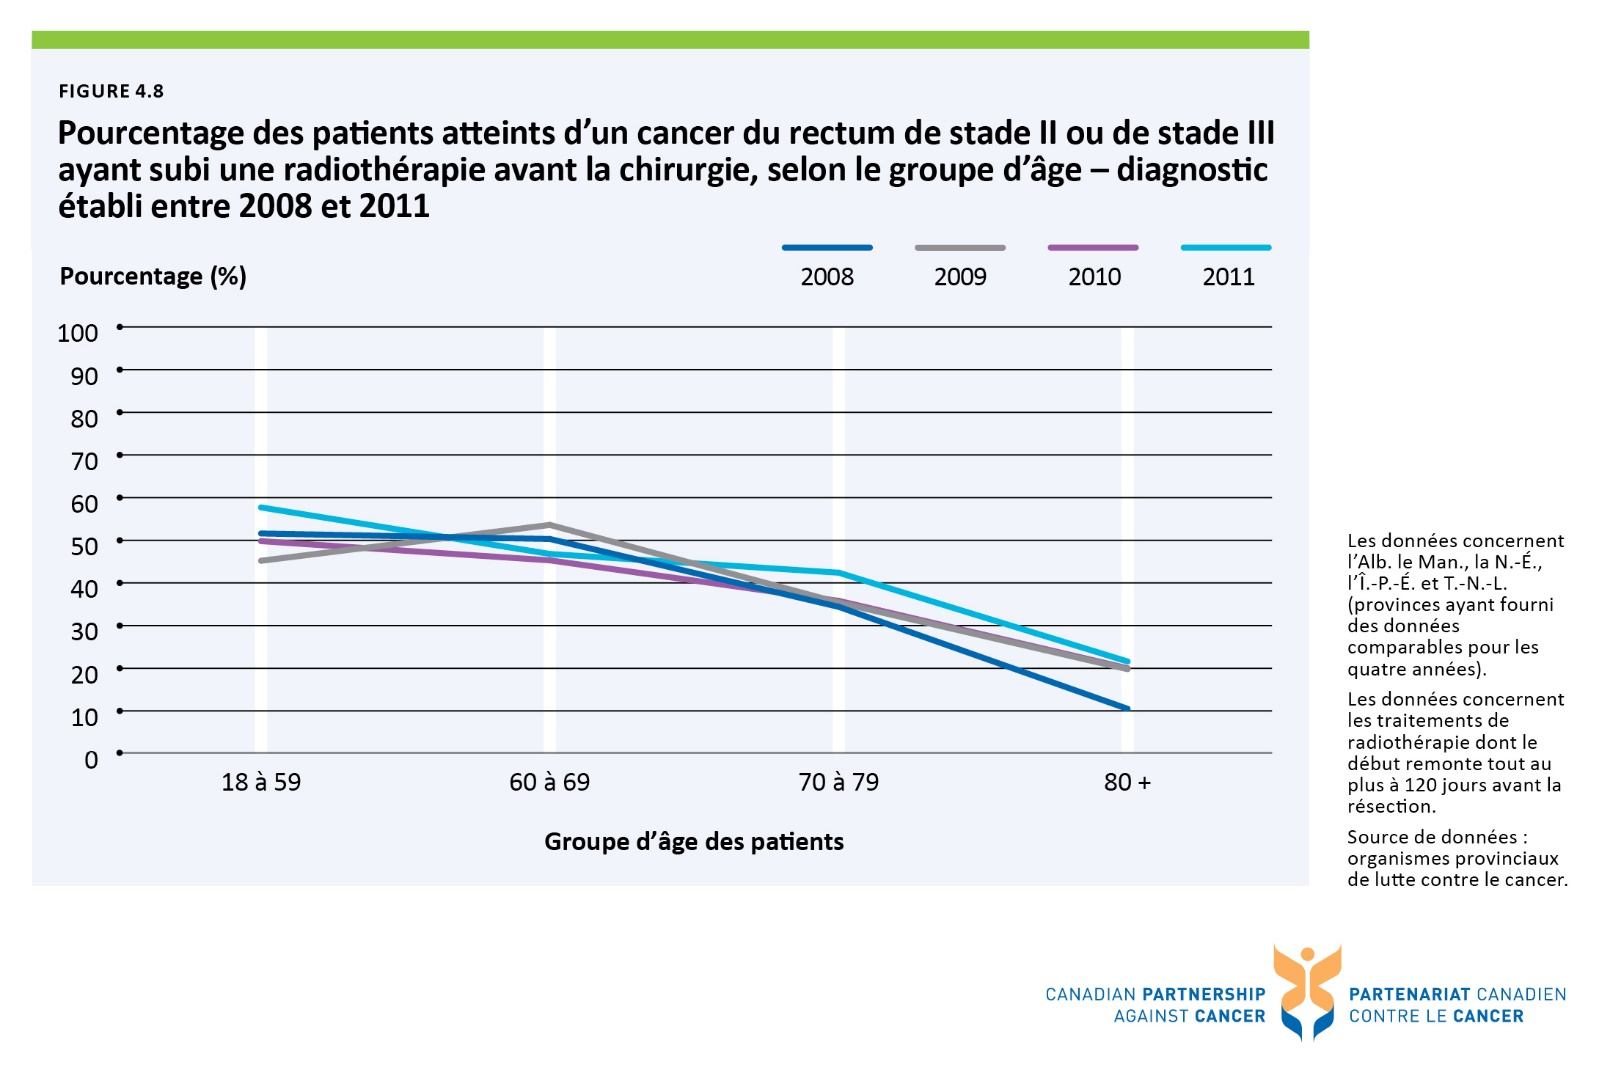 FIGURE 4.8
Pourcentage des patients atteints d’un cancer du rectum de stade II ou de stade III
ayant subi une radiothérapie avant la chirurgie, selon le groupe d’âge – diagnostic
établi entre 2008 et 2011
Pourcentage (%)
2008 2009 2010 2011
100
90
80
70
60
50
40
30
20
10
0
18 à 59 60 à 69 70 à 79 80 +
Groupe d’âge des patients
Les données concernent
l’Alb. le Man., la N.-É.,
l’Î.-P.-É. et T.-N.-L.
(provinces ayant fourni
des données
comparables pour les
quatre années).
Les données concernent
les traitements de
radiothérapie dont le
début remonte tout au
plus à 120 jours avant la
résection.
Source de données :
organismes provinciaux
de lutte contre le cancer.
CANADIAN PARTNERSHIP
AGAINST CANCER
PARTENARIAT CANADIEN
CONTRE LE CANCER